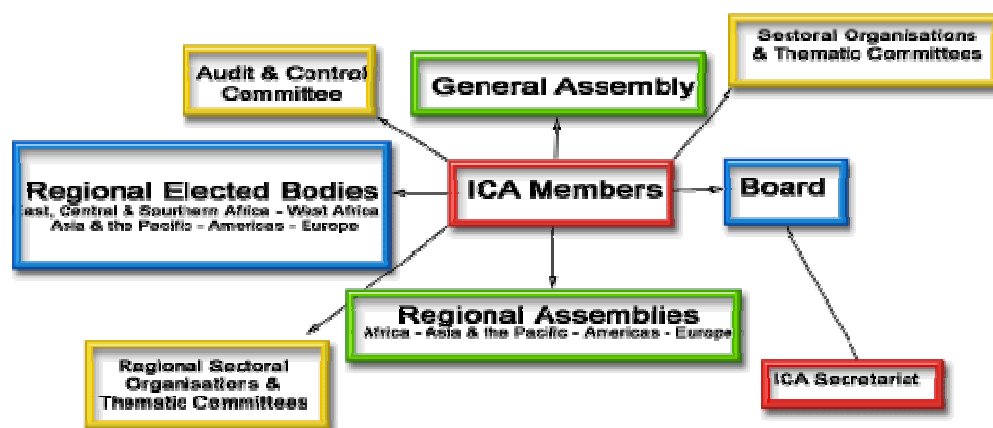 Sectoral Organisations
& Thematic Committees
Audit & Control
Committee
General Assembly
Regional Elected Bodies
East, Central & Sourthern Africa - West Africa
Asia & the Pacific - Americas - Europe
ICA Members
Board
Regional Assemblies
Africa - Asia & the Pacific - Americas - Europe
Regional Sectoral
Organisations &
Thematic Committees
ICA Secretariat